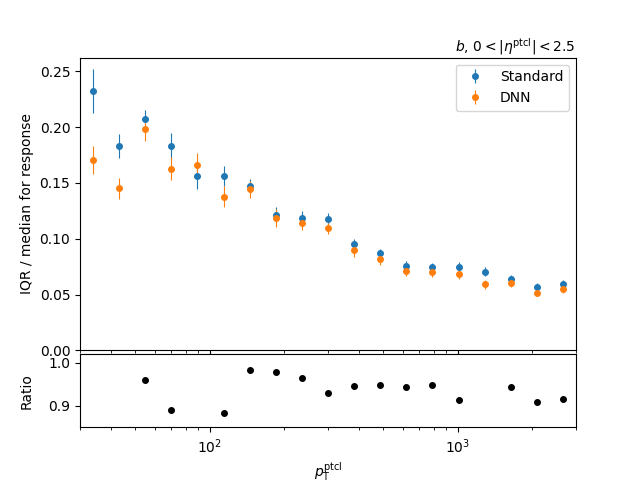 b, 0 < |η^ptcl| < 2.5
Standard
DNN
IQR / median for response
0.25
0.20
0.15
0.10
0.05
0.00
Ratio
1.0
0.9
10^2
10^3
p_T^ptcl